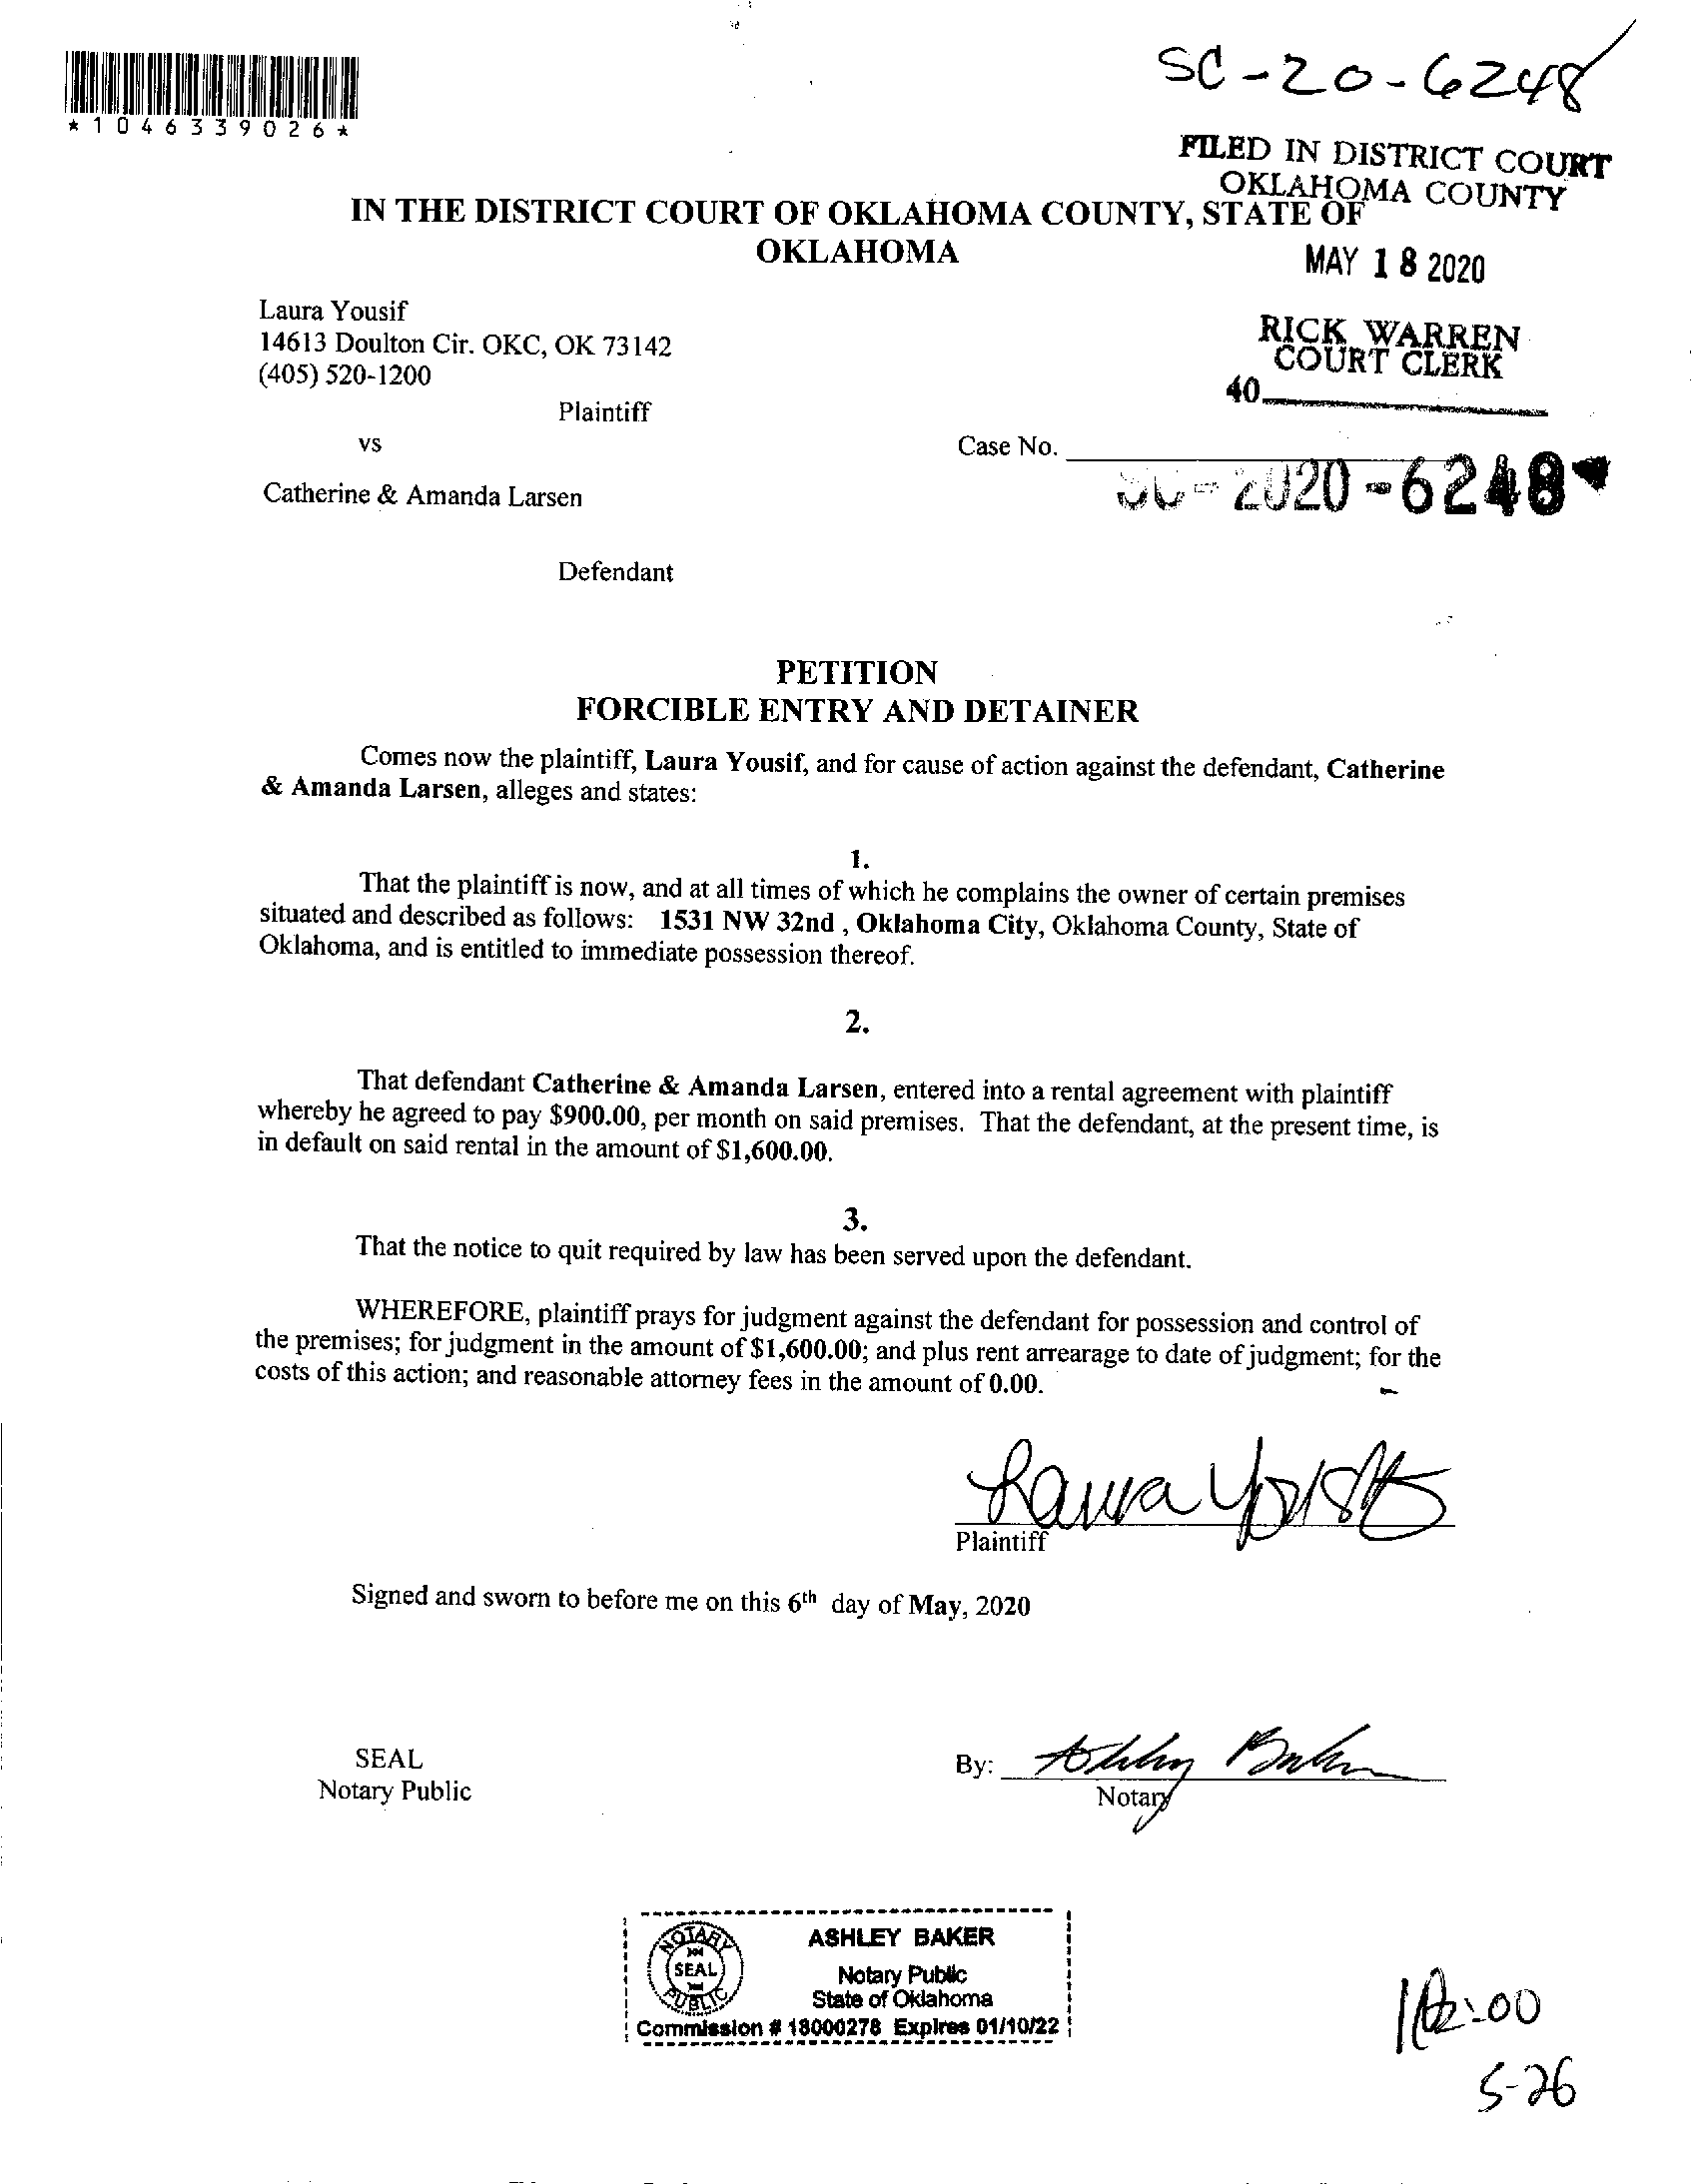 *1046339026*
SC-20-6248
FILED IN DISTRICT COURT
OKLAHOMA COUNTY
IN THE DISTRICT COURT OF OKLAHOMA COUNTY, STATE OF
OKLAHOMA
MAY 18 2020
Laura Yousif
14613 Doulton Cir. OKC, OK 73142
(405) 520-1200
RICK WARREN
COURT CLERK
40
Plaintiff
vs
Case No.
SC-2020-6248
Catherine & Amanda Larsen
Defendant
PETITION
FORCIBLE ENTRY AND DETAINER
Comes now the plaintiff, Laura Yousif, and for cause of action against the defendant, Catherine
& Amanda Larsen, alleges and states:
1.
That the plaintiff is now, and at all times of which he complains the owner of certain premises
situated and described as follows: 1531 NW 32nd , Oklahoma City, Oklahoma County, State of
Oklahoma, and is entitled to immediate possession thereof.
2.
That defendant Catherine & Amanda Larsen, entered into a rental agreement with plaintiff
whereby he agreed to pay $900.00, per month on said premises. That the defendant, at the present time, is
in default on said rental in the amount of $1,600.00.
3.
That the notice to quit required by law has been served upon the defendant.
WHEREFORE, plaintiff prays for judgment against the defendant for possession and control of
the premises; for judgment in the amount of $1,600.00; and plus rent arrearage to date of judgment; for the
costs of this action; and reasonable attorney fees in the amount of 0.00.
Laura Yousif
Plaintiff
Signed and sworn to before me on this 6th day of May, 2020
SEAL
Notary Public
By: Ashley Baker
Notary
NOTARY
SEAL
PUBLIC
ASHLEY BAKER
Notary Public
State of Oklahoma
Commission # 18000278 Expires 01/10/22
5-26